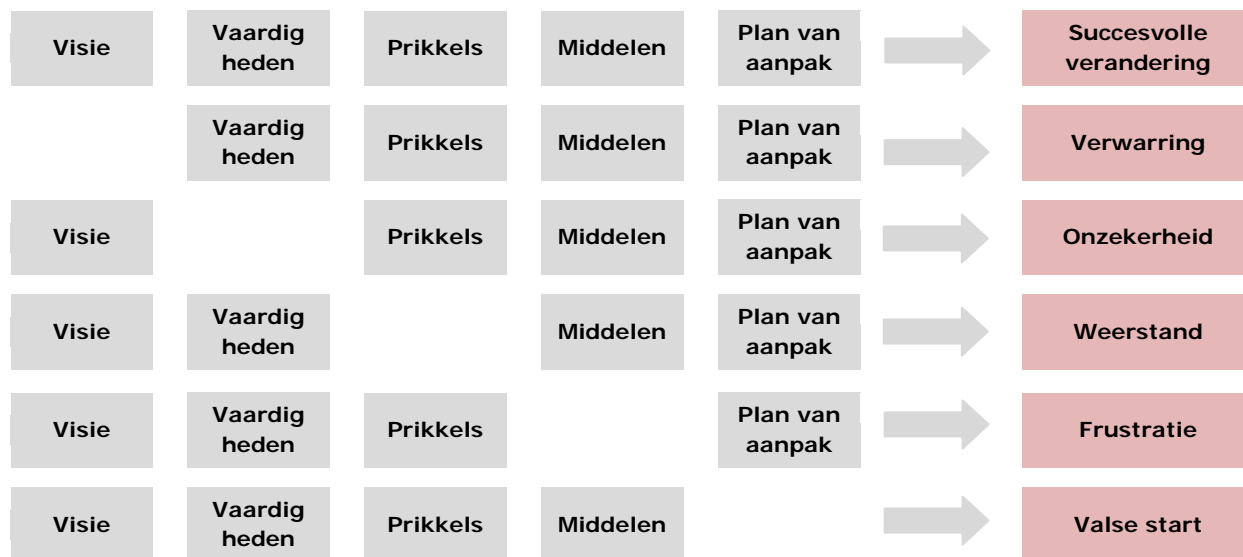 Visie
Vaardig
heden
Prikkels
Middelen
Plan van
aanpak
Succesvolle
verandering
Vaardig
heden
Prikkels
Middelen
Plan van
aanpak
Verwarring
Visie
Prikkels
Middelen
Plan van
aanpak
Onzekerheid
Visie
Vaardig
heden
Middelen
Plan van
aanpak
Weerstand
Visie
Vaardig
heden
Prikkels
Plan van
aanpak
Frustratie
Visie
Vaardig
heden
Prikkels
Middelen
Valse start